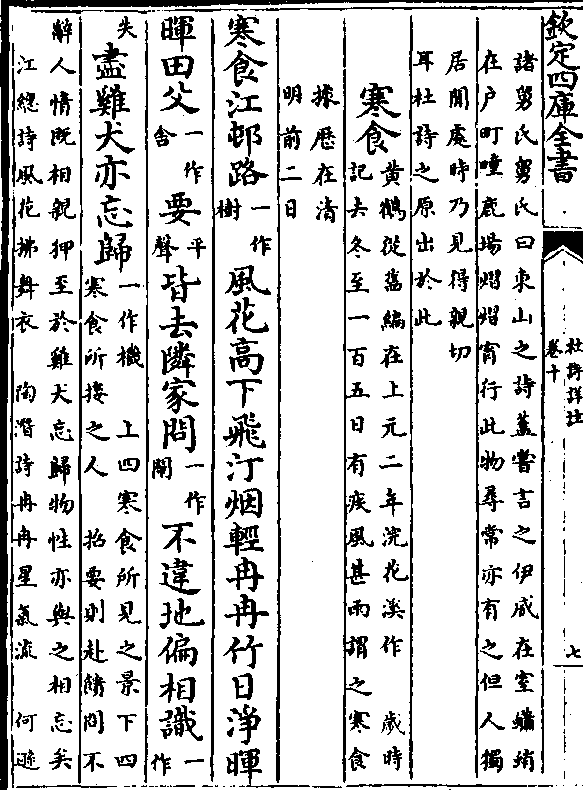 欽定四庫全書
杜詩詳註
卷十
七
諸舅氏舅氏曰東山之詩蓋嘗言之伊威在室蠨蛸
在户町疃鹿場熠熠宵行此物尋常亦有之但人獨
居閒處時乃見得親切
耳杜詩之原出於此
寒食
黃鶴從舊編在上元二年浣花溪作 歲時
記去冬至一百五日有疾風甚雨謂之寒食
據歴在清
明前二日
寒食江邨路一作樹風花高下飛汀烟輕冉冉竹日淨暉
暉田父一作舍要平聲皆去隣家問一作閙不違地偏相識一作
失盡雞犬亦忘歸一作機 上四寒食所見之景下四
寒食所接之人 招要則赴饋問不
辭人情既相親狎至於雞犬忘歸物性亦與之相忘矣
江總詩風花拂舞衣 陶潛詩冉冉星氣流 何遜